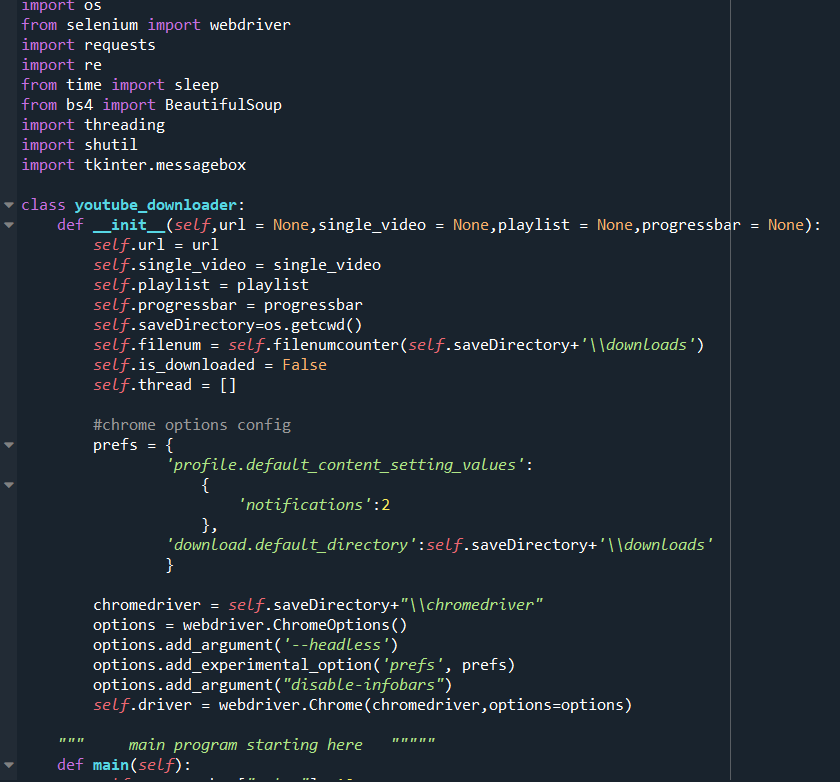 import os
from selenium import webdriver
import requests
import re
from time import sleep
from bs4 import BeautifulSoup
import threading
import shutil
import tkinter.messagebox

class youtube_downloader:
    def __init__(self,url = None,single_video = None,playlist = None,progressbar = None):
        self.url = url
        self.single_video = single_video
        self.playlist = playlist
        self.progressbar = progressbar
        self.saveDirectory=os.getcwd()
        self.filenum = self.filenumcounter(self.saveDirectory+'\\downloads')
        self.is_downloaded = False
        self.thread = []

        #chrome options config
        prefs = {
                'profile.default_content_setting_values':
                    {
                        'notifications':2
                    },
                'download.default_directory':self.saveDirectory+'\\downloads'
                }

        chromedriver = self.saveDirectory+"\\chromedriver"
        options = webdriver.ChromeOptions()
        options.add_argument('--headless')
        options.add_experimental_option('prefs', prefs)
        options.add_argument("disable-infobars")
        self.driver = webdriver.Chrome(chromedriver,options=options)

    """     main program starting here   """""
    def main(self):